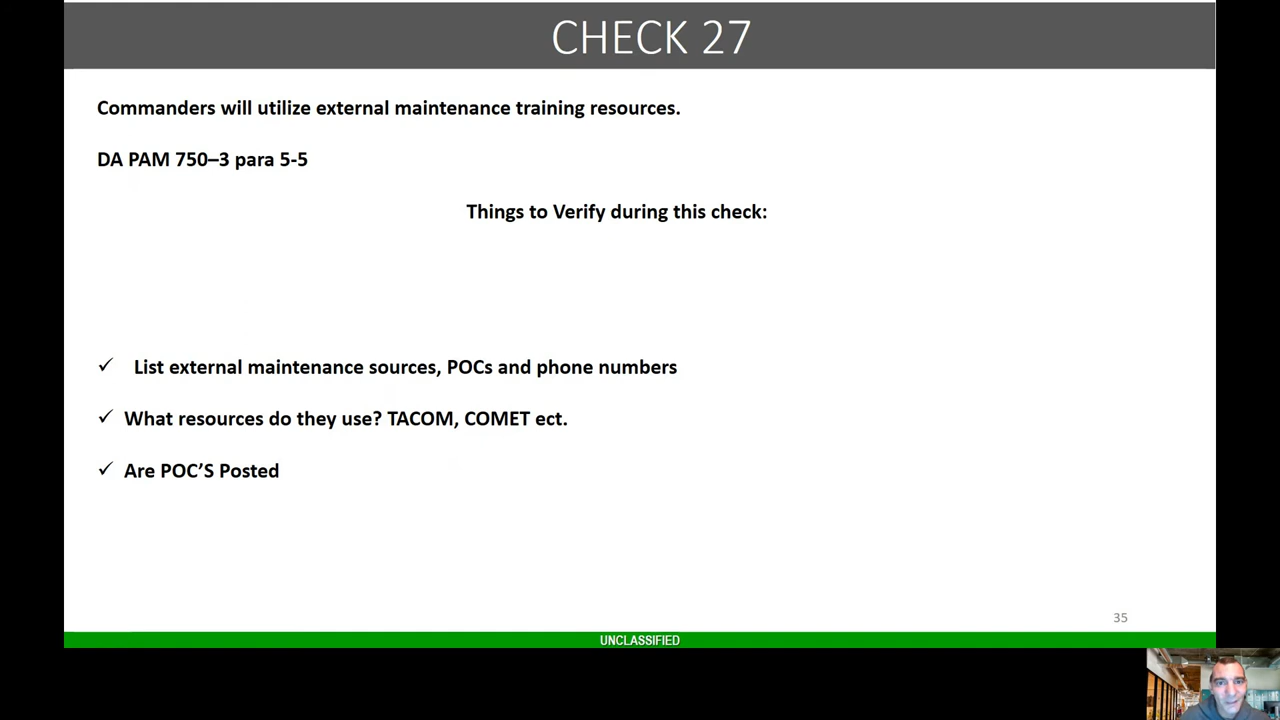 CHECK 27
Commanders will utilize external maintenance training resources.
DA PAM 750–3 para 5-5
Things to Verify during this check:
✓ List external maintenance sources, POCs and phone numbers
✓ What resources do they use? TACOM, COMET ect.
✓ Are POC’S Posted
35
UNCLASSIFIED